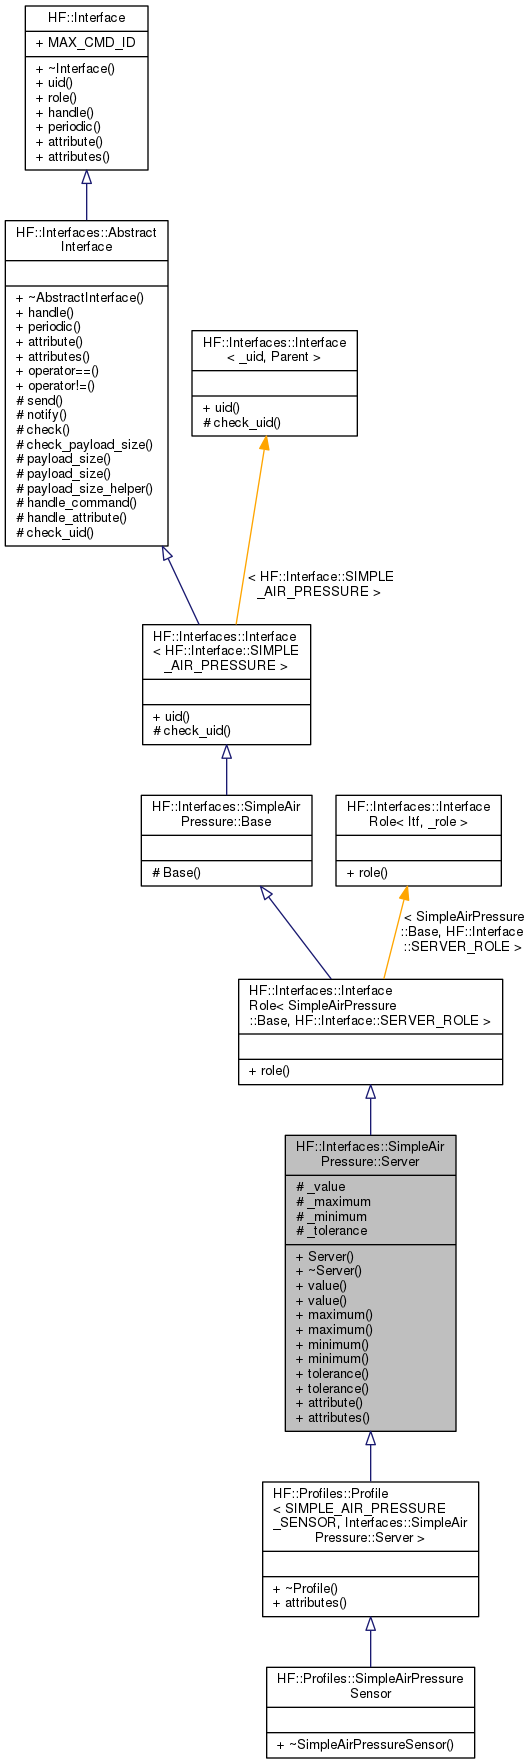 HF::Interface
+ MAX_CMD_ID
+ ~Interface()
+ uid()
+ role()
+ handle()
+ periodic()
+ attribute()
+ attributes()
HF::Interfaces::Abstract
Interface
+ ~AbstractInterface()
+ handle()
+ periodic()
+ attribute()
+ attributes()
+ operator==()
+ operator!=()
# send()
# notify()
# check()
# check_payload_size()
# payload_size()
# payload_size()
# payload_size_helper()
# handle_command()
# handle_attribute()
# check_uid()
HF::Interfaces::Interface
< _uid, Parent >
+ uid()
# check_uid()
< HF::Interface::SIMPLE
_AIR_PRESSURE >
HF::Interfaces::Interface
< HF::Interface::SIMPLE
_AIR_PRESSURE >
+ uid()
# check_uid()
HF::Interfaces::SimpleAir
Pressure::Base
# Base()
HF::Interfaces::Interface
Role< Itf, _role >
+ role()
< SimpleAirPressure
::Base, HF::Interface
::SERVER_ROLE >
HF::Interfaces::Interface
Role< SimpleAirPressure
::Base, HF::Interface::SERVER_ROLE >
+ role()
HF::Interfaces::SimpleAir
Pressure::Server
# _value
# _maximum
# _minimum
# _tolerance
+ Server()
+ ~Server()
+ value()
+ value()
+ maximum()
+ maximum()
+ minimum()
+ minimum()
+ tolerance()
+ tolerance()
+ attribute()
+ attributes()
HF::Profiles::Profile
< SIMPLE_AIR_PRESSURE
_SENSOR, Interfaces::SimpleAir
Pressure::Server >
+ ~Profile()
+ attributes()
HF::Profiles::SimpleAirPressure
Sensor
+ ~SimpleAirPressureSensor()